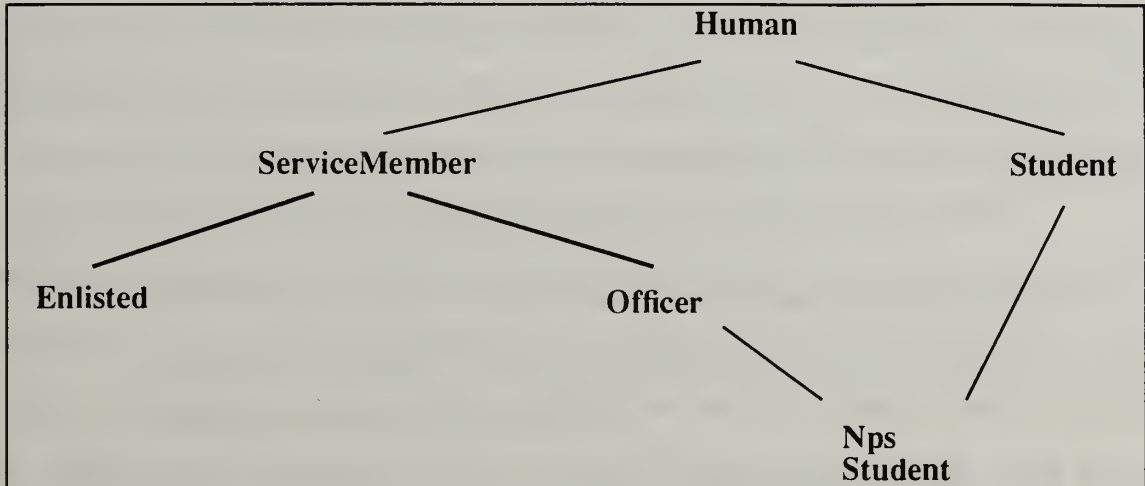 Human
ServiceMember
Student
Enlisted
Officer
Nps
Student